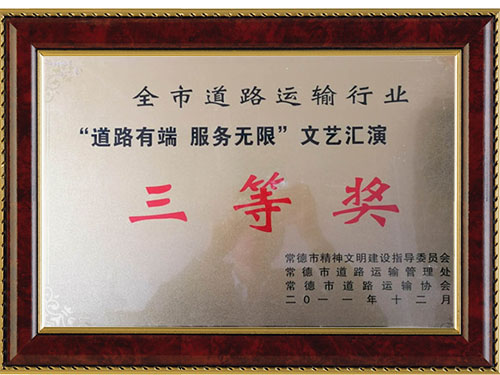 全市道路运输行业
“道路有端 服务无限”文艺汇演
三等奖
常德市精神文明建设指导委员会
常德市道路运输管理处
常德市道路运输协会
二〇一一年十二月